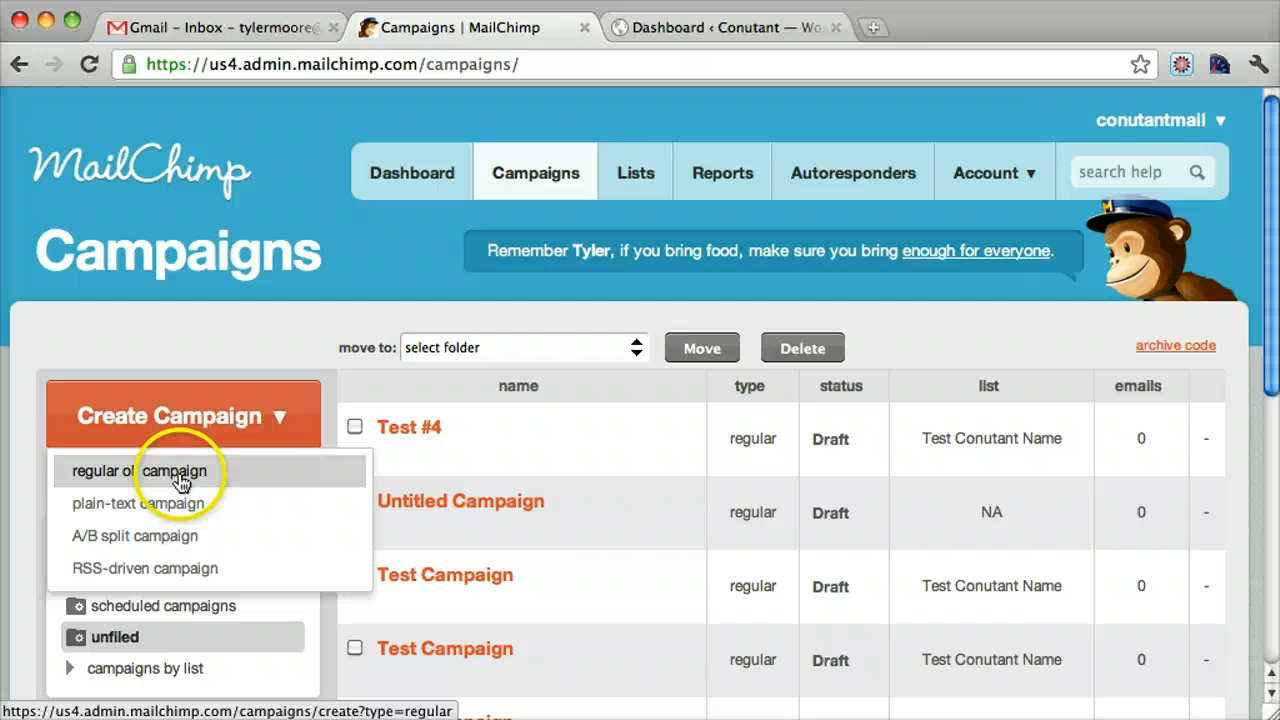 Gmail – Inbox – tylermoore@
Campaigns | MailChimp
Dashboard ‹ Conutant — Wo
https://us4.admin.mailchimp.com/campaigns/
conutantmail ▼
MailChimp
Dashboard
Campaigns
Lists
Reports
Autoresponders
Account ▼
search help
Campaigns
Remember Tyler, if you bring food, make sure you bring enough for everyone.
move to:
select folder
Move
Delete
archive code
Create Campaign ▼
name
type
status
list
emails
Test #4
regular
Draft
Test Conutant Name
0
-
regular ol campaign
plain-text campaign
A/B split campaign
RSS-driven campaign
Untitled Campaign
regular
Draft
NA
0
-
Test Campaign
regular
Draft
Test Conutant Name
0
-
scheduled campaigns
unfiled
campaigns by list
Test Campaign
regular
Draft
Test Conutant Name
0
-
https://us4.admin.mailchimp.com/campaigns/create?type=regular